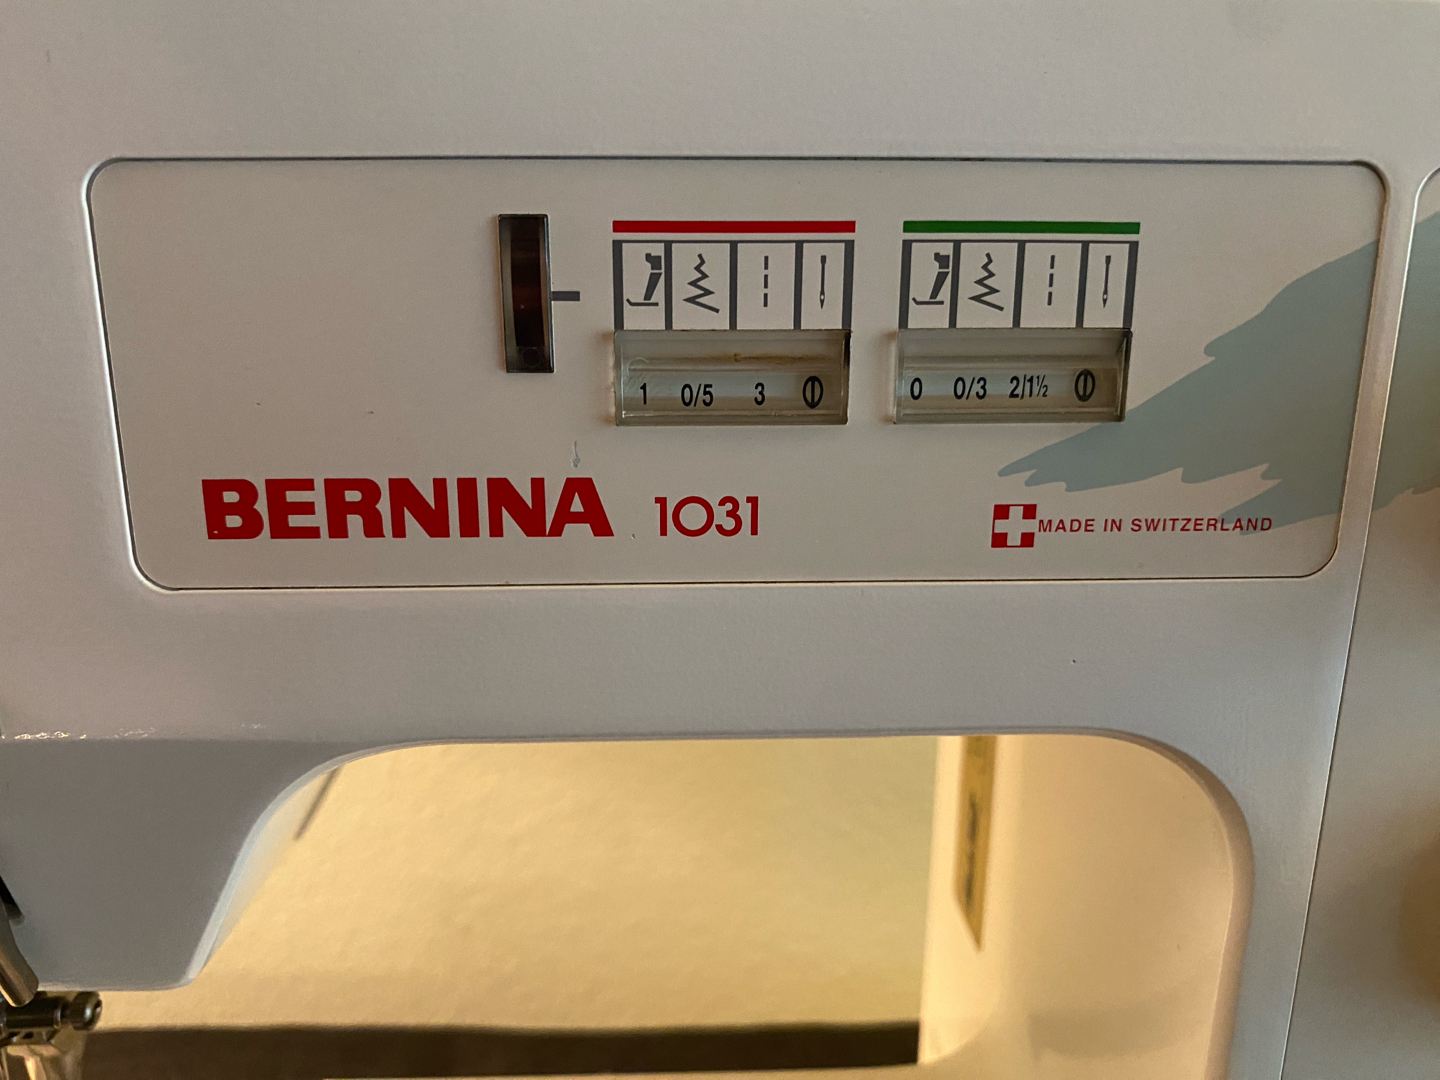 1 0/5 3
0 0/3 2/1½
BERNINA 1031
MADE IN SWITZERLAND